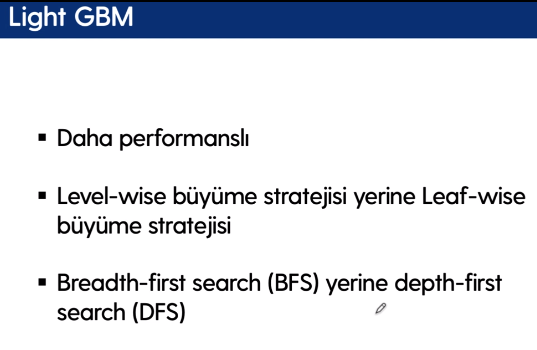 Light GBM
▪ Daha performanslı
▪ Level-wise büyüme stratejisi yerine Leaf-wise
büyüme stratejisi
▪ Breadth-first search (BFS) yerine depth-first
search (DFS)